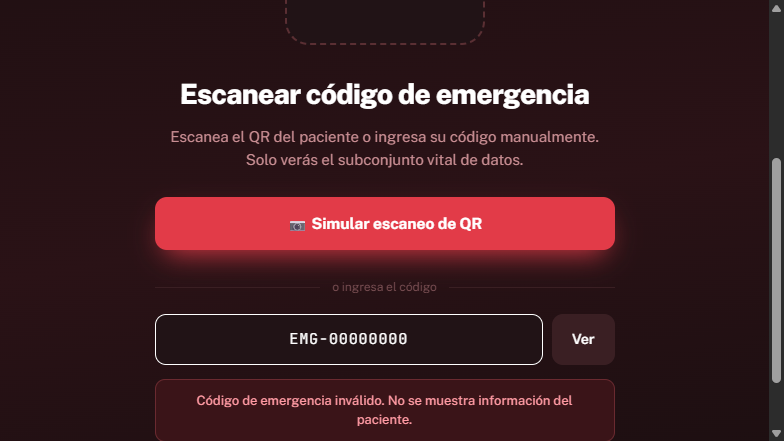 Escanear código de emergencia
Escanea el QR del paciente o ingresa su código manualmente.
Solo verás el subconjunto vital de datos.
📷 Simular escaneo de QR
o ingresa el código
EMG-00000000
Ver
Código de emergencia inválido. No se muestra información del
paciente.